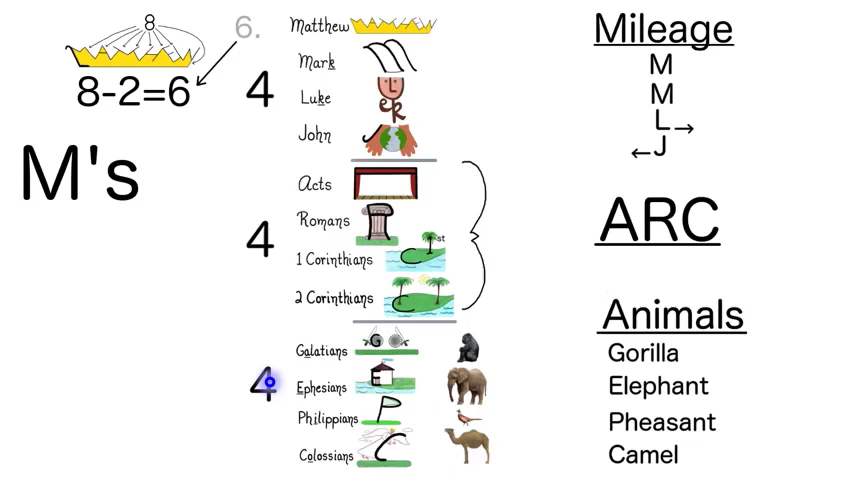 8
8-2=6
M's
6.
4
4
4
Matthew
Mark
Luke
John
Acts
Romans
1 Corinthians
2 Corinthians
Galatians
Ephesians
Philippians
Colossians
L
ek
st
C
C
G
E
P
C
Mileage
M
M
L→
←J
ARC
Animals
Gorilla
Elephant
Pheasant
Camel